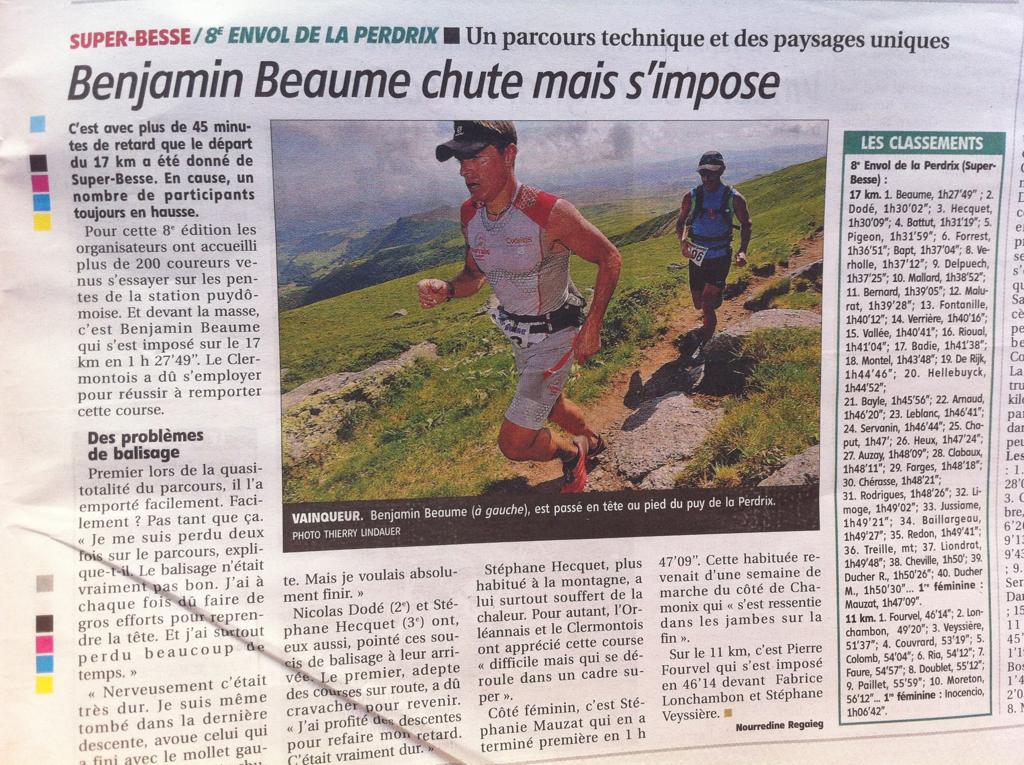 SUPER-BESSE / 8E ENVOL DE LA PERDRIX ■ Un parcours technique et des paysages uniques
Benjamin Beaume chute mais s'impose
C'est avec plus de 45 minu-
tes de retard que le départ
du 17 km a été donné de
Super-Besse. En cause, un
nombre de participants
toujours en hausse.
Pour cette 8e édition les
organisateurs ont accueilli
plus de 200 coureurs ve-
nus s'essayer sur les pen-
tes de la station puydô-
moise. Et devant la masse,
c'est Benjamin Beaume
qui s'est imposé sur le 17
km en 1 h 27'49''. Le Cler-
montois a dû s'employer
pour réussir à remporter
cette course.
Des problèmes
de balisage
Premier lors de la quasi-
totalité du parcours, il l'a
emporté facilement. Faci-
lement ? Pas tant que ça.
« Je me suis perdu deux
fois sur le parcours, expli-
que-t-il. Le balisage n'était
vraiment pas bon. J'ai à
chaque fois dû faire de
gros efforts pour repren-
dre la tête. Et j'ai surtout
perdu beaucoup de
temps. »
« Nerveusement c'était
très dur. Je suis même
tombé dans la dernière
descente, avoue celui qui
a fini avec le mollet gau-
VAINQUEUR. Benjamin Beaume (à gauche), est passé en tête au pied du puy de la Perdrix.
PHOTO THIERRY LINDAUER
te. Mais je voulais absolu-
ment finir. »
Nicolas Dodé (2e) et Sté-
phane Hecquet (3e) ont,
eux aussi, pointé ces sou-
cis de balisage à leur arri-
vée. Le premier, adepte
des courses sur route, a dû
cravacher pour revenir.
« J'ai profité des descentes
pour refaire mon retard.
C'était vraiment dur. »
Stéphane Hecquet, plus
habitué à la montagne, a
lui surtout souffert de la
chaleur. Pour autant, l'Or-
léannais et le Clermontois
ont apprécié cette course
« difficile mais qui se dé-
roule dans un cadre su-
per ».
Côté féminin, c'est Sté-
phanie Mauzat qui en a
terminé première en 1 h
47'09''. Cette habituée re-
venait d'une semaine de
marche du côté de Cha-
monix qui « s'est ressentie
dans les jambes sur la
fin ».
Sur le 11 km, c'est Pierre
Fourvel qui s'est imposé
en 46'14 devant Fabrice
Lonchambon et Stéphane
Veyssière. ■
Nourredine Regaieg
LES CLASSEMENTS
8e Envol de la Perdrix (Super-
Besse) :
17 km. 1. Beaume, 1h27'49'' ; 2.
Dodé, 1h30'02''; 3. Hecquet,
1h30'09''; 4. Battut, 1h31'19''; 5.
Pigeon, 1h31'59''; 6. Forrest,
1h36'51''; Bapt, 1h37'04''; 8. Ve-
rholle, 1h37'12''; 9. Delpuech,
1h37'25''; 10. Mallard, 1h38'52'';
11. Bernard, 1h39'05''; 12. Malu-
rat, 1h39'28''; 13. Fontanille,
1h40'12''; 14. Verrière, 1h40'16''
15. Vallée, 1h40'41''; 16. Rioual,
1h41'04''; 17. Badie, 1h41'38''
18. Montel, 1h43'48''; 19. De Rijk,
1h44'46''; 20. Hellebuyck,
1h44'52'';
21. Bayle, 1h45'56''; 22. Arnaud,
1h46'20''; 23. Leblanc, 1h46'41'';
24. Servanin, 1h46'44''; 25. Cha-
put, 1h47'; 26. Heux, 1h47'24'';
27. Auzay, 1h48'09''; 28. Clabaux,
1h48'11''; 29. Farges, 1h48'18'';
30. Chérasse, 1h48'21'';
31. Rodrigues, 1h48'26''; 32. Li-
moge, 1h49'02''; 33. Jussiame,
1h49'21''; 34. Baillargeau,
1h49'27''; 35. Redon, 1h49'41'';
36. Treille, mt; 37. Liondrat,
1h49'48''; 38. Cheville, 1h50'; 39.
Ducher R., 1h50'26''; 40. Ducher
M., 1h50'30''... 1re féminine :
Mauzat, 1h47'09''.
11 km. 1. Fourvel, 46'14''; 2. Lon-
chambon, 49'20''; 3. Veyssière,
51'37''; 4. Couvrard, 53'19''; 5.
Colomb, 54'04''; 6. Ria, 54'12''; 7.
Faure, 54'57''; 8. Doublet, 55'12'';
9. Paillet, 55'59''; 10. Moreton,
56'12''... 1re féminine : Inocencio,
1h06'42''.